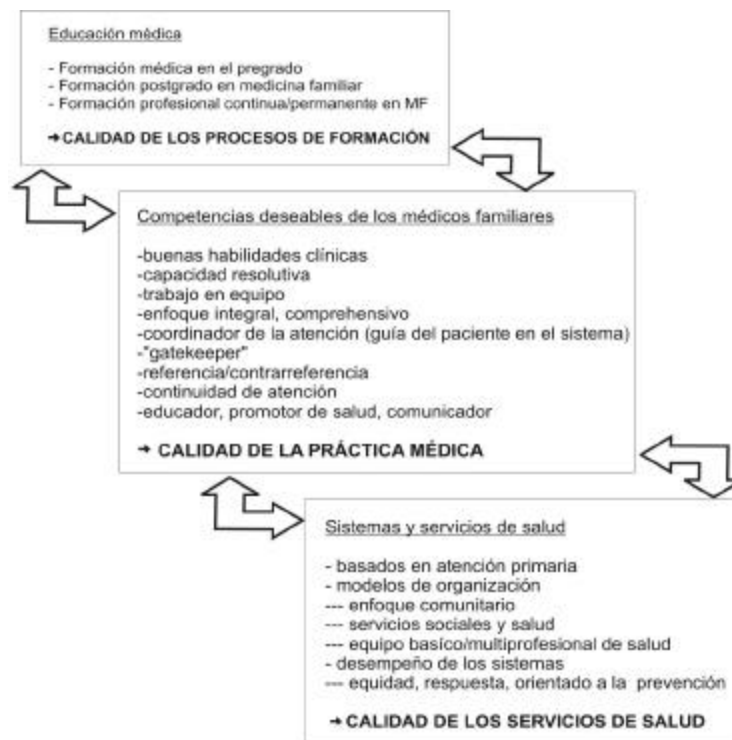 Educación médica
- Formación médica en el pregrado
- Formación postgrado en medicina familiar
- Formación profesional continua/permanente en MF
→ CALIDAD DE LOS PROCESOS DE FORMACIÓN
Competencias deseables de los médicos familiares
-buenas habilidades clínicas
-capacidad resolutiva
-trabajo en equipo
-enfoque integral, comprehensivo
-coordinador de la atención (guía del paciente en el sistema)
-"gatekeeper"
-referencia/contrarreferencia
-continuidad de atención
-educador, promotor de salud, comunicador
→ CALIDAD DE LA PRÁCTICA MÉDICA
Sistemas y servicios de salud
- basados en atención primaria
- modelos de organización
--- enfoque comunitario
--- servicios sociales y salud
--- equipo basíco/multiprofesional de salud
- desempeño de los sistemas
--- equidad, respuesta, orientado a la prevención
→ CALIDAD DE LOS SERVICIOS DE SALUD